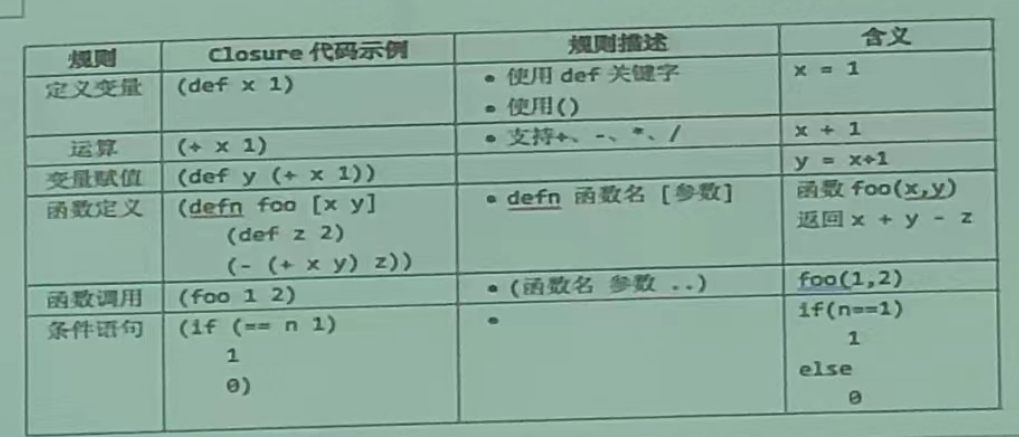 规则 Closure 代码示例 规则描述 含义
定义变量 (def x 1) • 使用 def 关键字 x = 1
• 使用()
运算 (+ x 1) • 支持+、-、*、/ x + 1
变量赋值 (def y (+ x 1)) y = x+1
函数定义 (defn foo [x y] • defn 函数名 [参数] 函数 foo(x,y)
(def z 2) 返回 x + y - z
(- (+ x y) z))
函数调用 (foo 1 2) • (函数名 参数 ..) foo(1,2)
条件语句 (if (== n 1) • if(n==1)
1 1
0) else
0